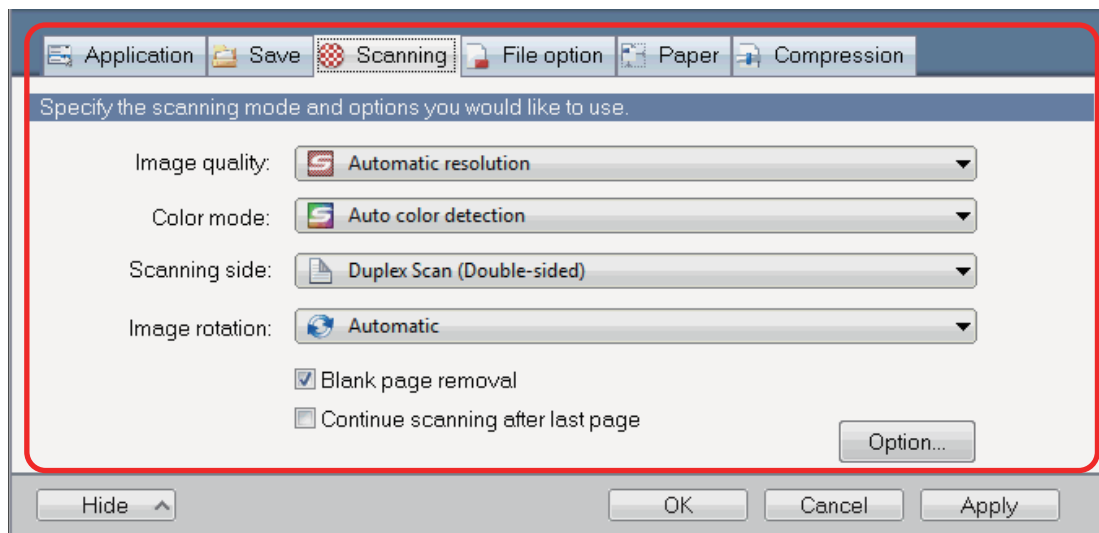 Application Save Scanning File option Paper Compression
Specify the scanning mode and options you would like to use.
Image quality: Automatic resolution
Color mode: Auto color detection
Scanning side: Duplex Scan (Double-sided)
Image rotation: Automatic
Blank page removal
Continue scanning after last page
Option...
Hide OK Cancel Apply